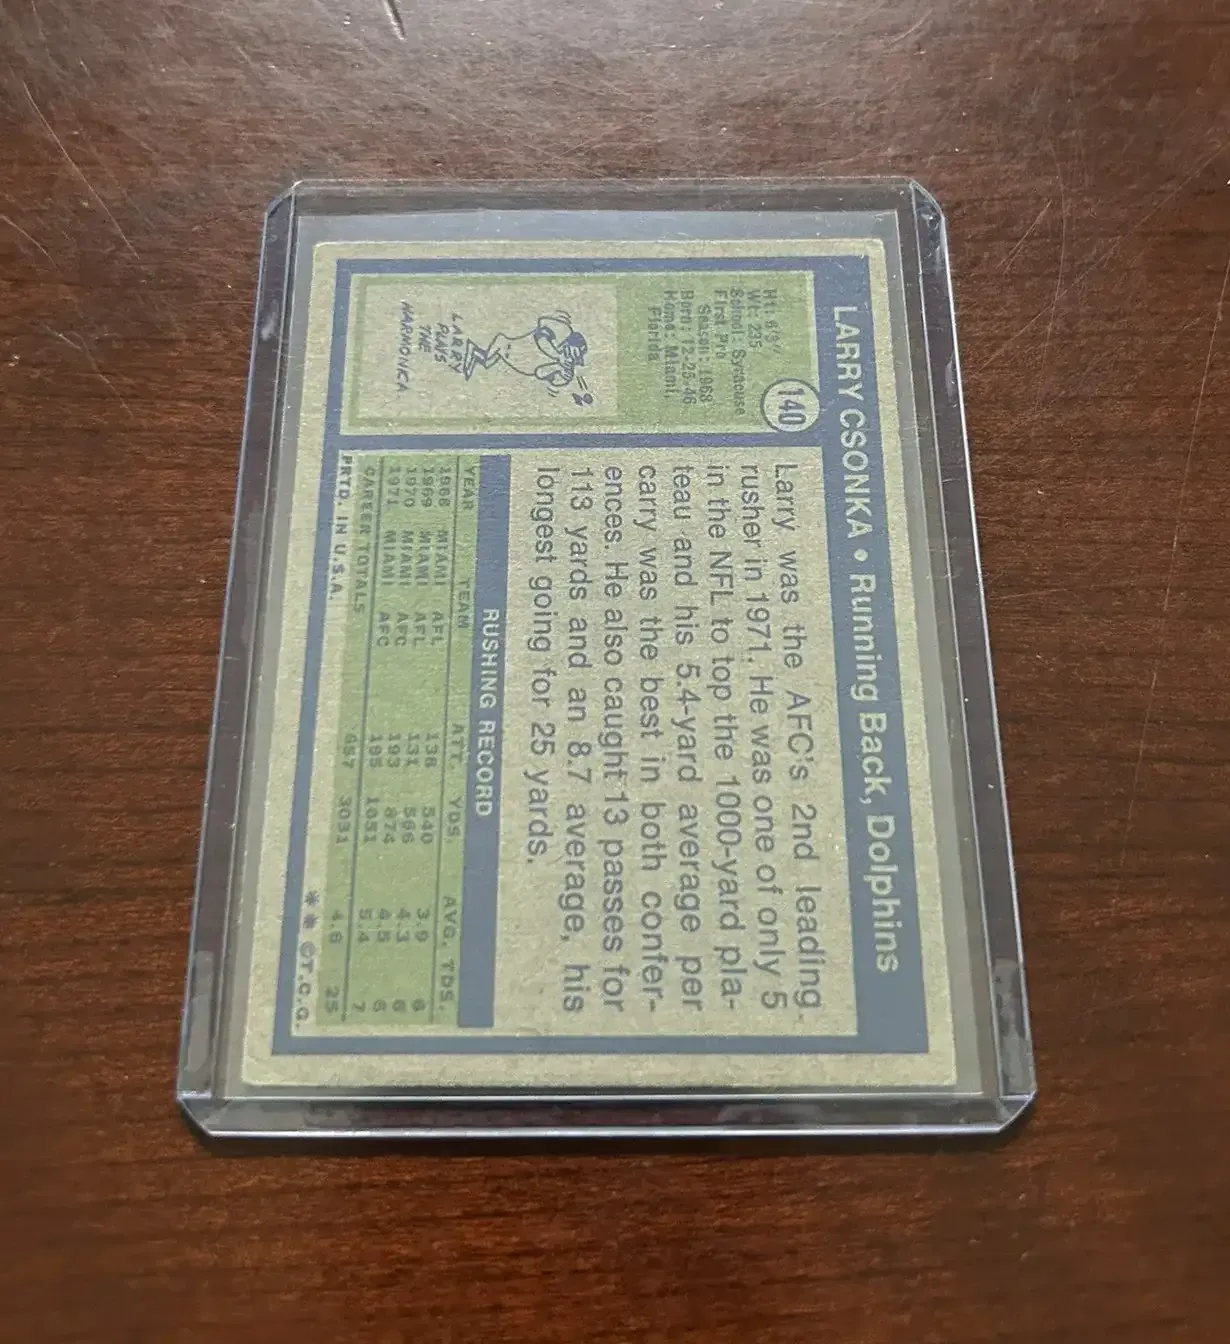 LARRY CSONKA • Running Back, Dolphins
140
Ht: 6'3"
Wt: 235
School: Syracuse
First Pro
Season: 1968
Born: 12-25-46
Home: Miami,
Florida
LARRY
PLAYS
THE
HARMONICA.
Larry was the AFC's 2nd leading
rusher in 1971. He was one of only 5
in the NFL to top the 1000-yard pla-
teau and his 5.4-yard average per
carry was the best in both confer-
ences. He also caught 13 passes for
113 yards and an 8.7 average, his
longest going for 25 yards.
RUSHING RECORD
YEAR TEAM ATT. YDS. AVG. TDS.
1968 MIAMI AFL 138 540 3.9 6
1969 MIAMI AFL 131 566 4.3 6
1970 MIAMI AFC 193 874 4.5 6
1971 MIAMI AFC 195 1051 5.4 7
CAREER TOTALS 657 3031 4.6 25
PRTD. IN U.S.A. ** ©T.C.G.